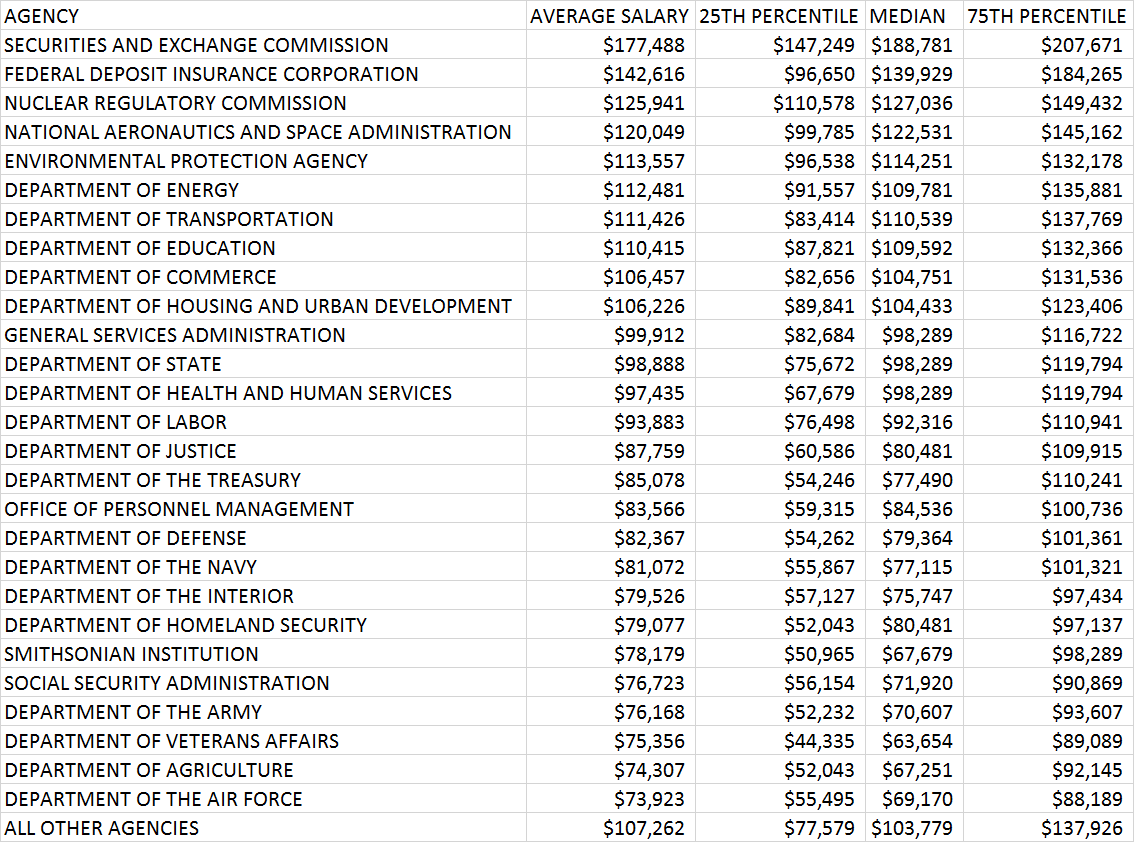 AGENCY AVERAGE SALARY 25TH PERCENTILE MEDIAN 75TH PERCENTILE
SECURITIES AND EXCHANGE COMMISSION $177,488 $147,249 $188,781 $207,671
FEDERAL DEPOSIT INSURANCE CORPORATION $142,616 $96,650 $139,929 $184,265
NUCLEAR REGULATORY COMMISSION $125,941 $110,578 $127,036 $149,432
NATIONAL AERONAUTICS AND SPACE ADMINISTRATION $120,049 $99,785 $122,531 $145,162
ENVIRONMENTAL PROTECTION AGENCY $113,557 $96,538 $114,251 $132,178
DEPARTMENT OF ENERGY $112,481 $91,557 $109,781 $135,881
DEPARTMENT OF TRANSPORTATION $111,426 $83,414 $110,539 $137,769
DEPARTMENT OF EDUCATION $110,415 $87,821 $109,592 $132,366
DEPARTMENT OF COMMERCE $106,457 $82,656 $104,751 $131,536
DEPARTMENT OF HOUSING AND URBAN DEVELOPMENT $106,226 $89,841 $104,433 $123,406
GENERAL SERVICES ADMINISTRATION $99,912 $82,684 $98,289 $116,722
DEPARTMENT OF STATE $98,888 $75,672 $98,289 $119,794
DEPARTMENT OF HEALTH AND HUMAN SERVICES $97,435 $67,679 $98,289 $119,794
DEPARTMENT OF LABOR $93,883 $76,498 $92,316 $110,941
DEPARTMENT OF JUSTICE $87,759 $60,586 $80,481 $109,915
DEPARTMENT OF THE TREASURY $85,078 $54,246 $77,490 $110,241
OFFICE OF PERSONNEL MANAGEMENT $83,566 $59,315 $84,536 $100,736
DEPARTMENT OF DEFENSE $82,367 $54,262 $79,364 $101,361
DEPARTMENT OF THE NAVY $81,072 $55,867 $77,115 $101,321
DEPARTMENT OF THE INTERIOR $79,526 $57,127 $75,747 $97,434
DEPARTMENT OF HOMELAND SECURITY $79,077 $52,043 $80,481 $97,137
SMITHSONIAN INSTITUTION $78,179 $50,965 $67,679 $98,289
SOCIAL SECURITY ADMINISTRATION $76,723 $56,154 $71,920 $90,869
DEPARTMENT OF THE ARMY $76,168 $52,232 $70,607 $93,607
DEPARTMENT OF VETERANS AFFAIRS $75,356 $44,335 $63,654 $89,089
DEPARTMENT OF AGRICULTURE $74,307 $52,043 $67,251 $92,145
DEPARTMENT OF THE AIR FORCE $73,923 $55,495 $69,170 $88,189
ALL OTHER AGENCIES $107,262 $77,579 $103,779 $137,926